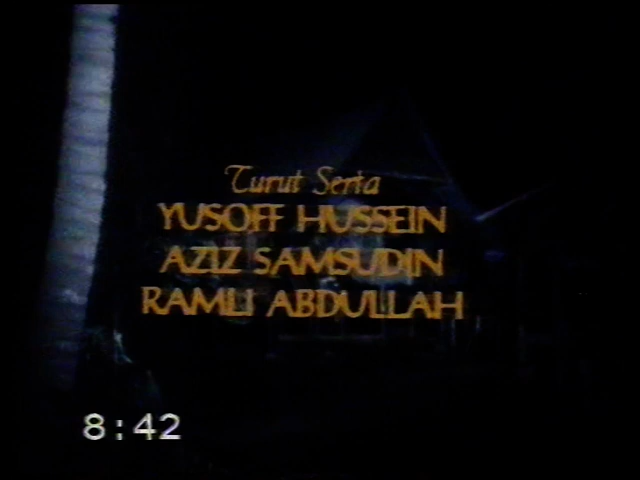 Turut Serta
YUSOFF HUSSEIN
AZIZ SAMSUDIN
RAMLI ABDULLAH
8:42